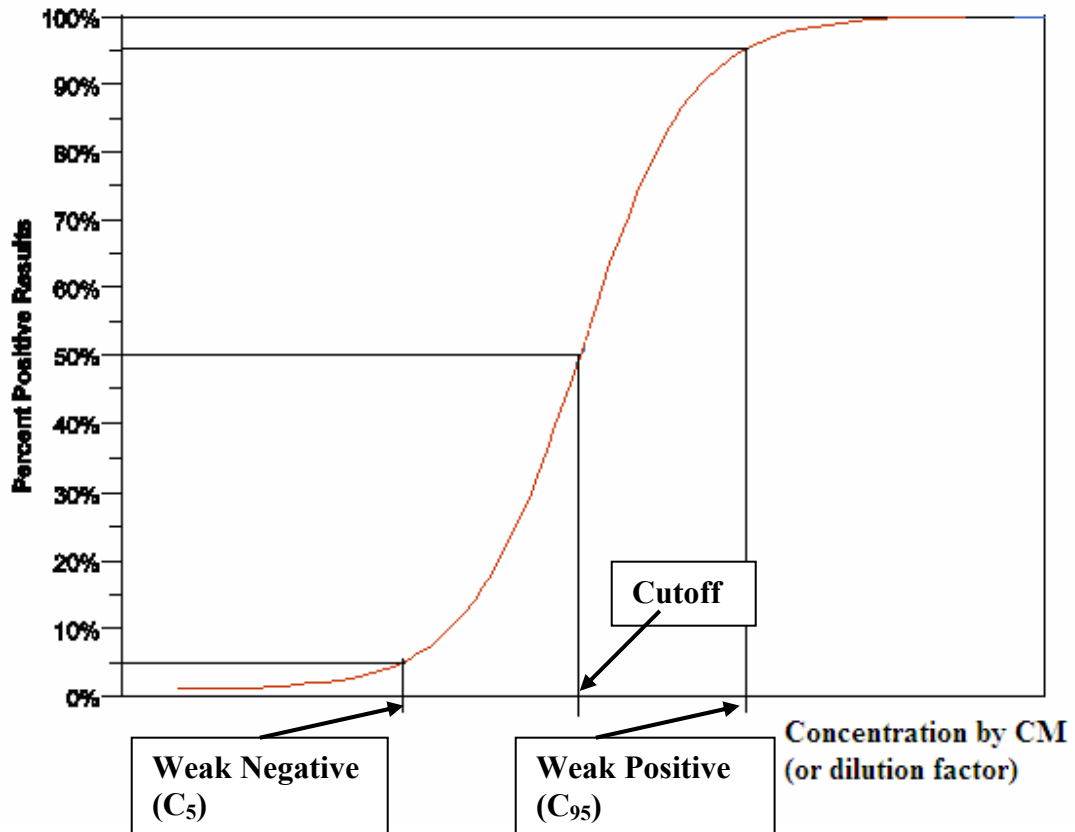 100%
90%
80%
70%
60%
50%
40%
30%
20%
10%
0%
Percent Positive Results
Cutoff
Weak Negative
(C₅)
Weak Positive
(C₉₅)
Concentration by CM
(or dilution factor)